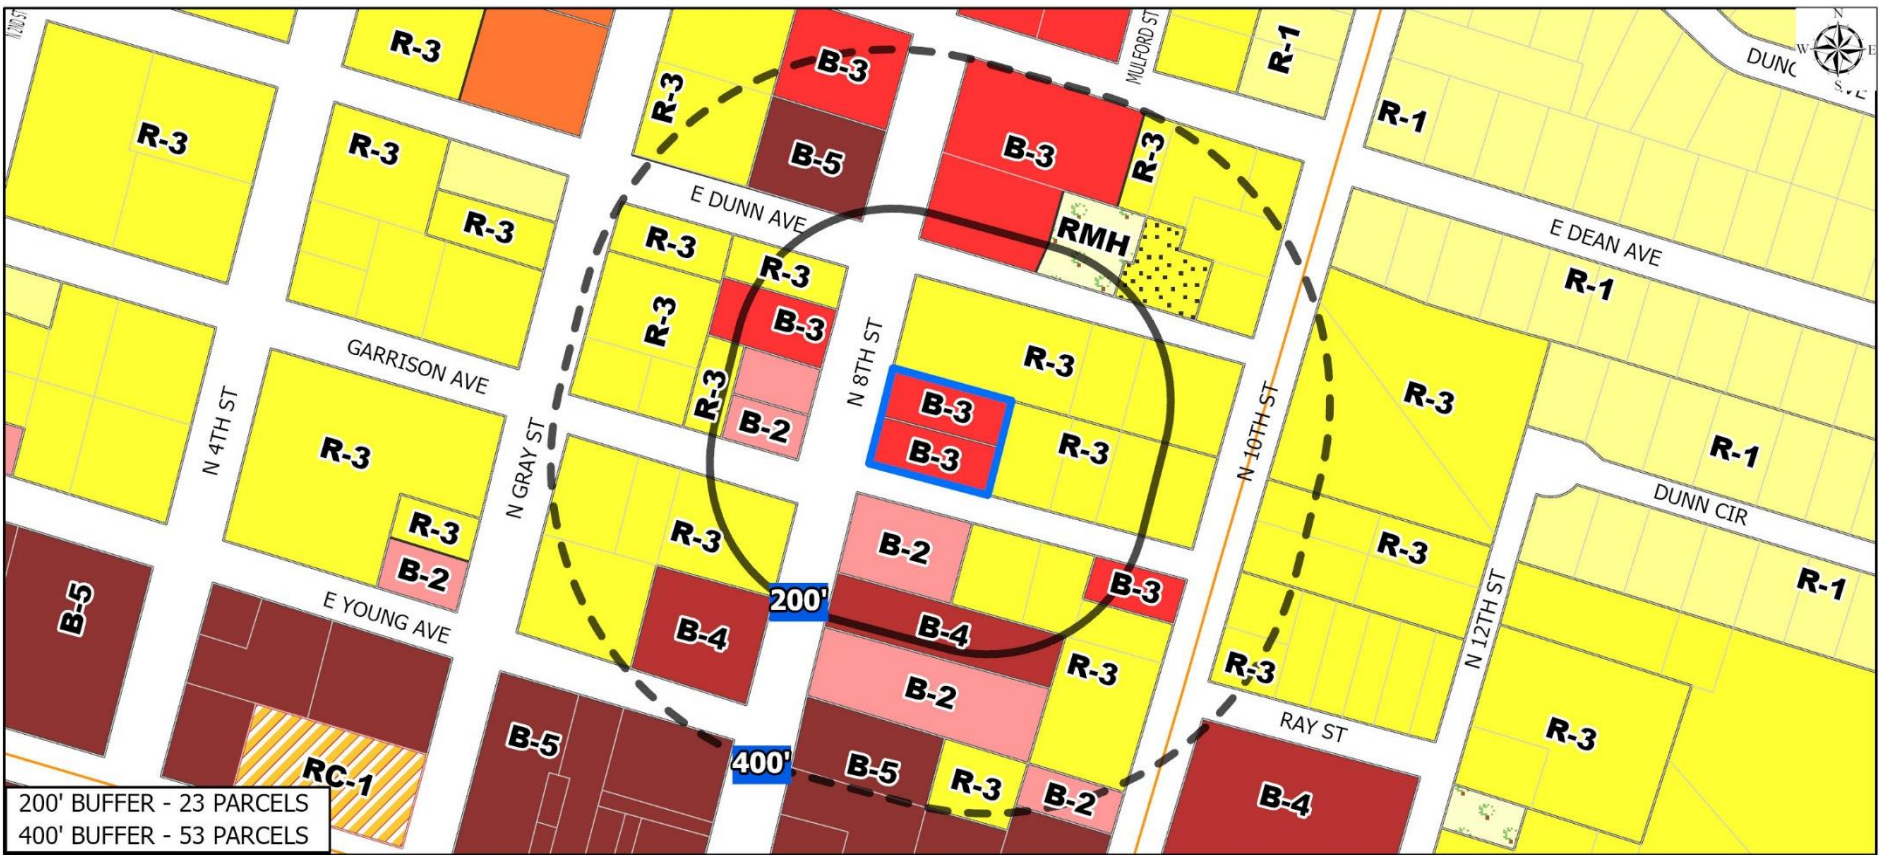 N 2ND ST
R-3
R-3
B-3
MULFORD ST
R-1
DUNC
AVE
N
W
E
S
R-1
R-3
R-3
B-5
B-3
R-3
R-3
E DUNN AVE
RMH
E DEAN AVE
R-1
R-3
R-3
R-3
B-3
R-3
GARRISON AVE
N 8TH ST
R-3
B-2
B-3
B-3
R-3
R-3
N 10TH ST
R-3
R-1
N 4TH ST
R-3
N GRAY ST
R-3
B-2
R-3
B-2
B-3
R-3
DUNN CIR
R-1
B-5
E YOUNG AVE
200'
B-4
B-4
R-3
R-3
N 12TH ST
B-2
B-5
400'
B-5
R-3
B-2
RAY ST
B-4
R-3
RC-1
200' BUFFER - 23 PARCELS
400' BUFFER - 53 PARCELS